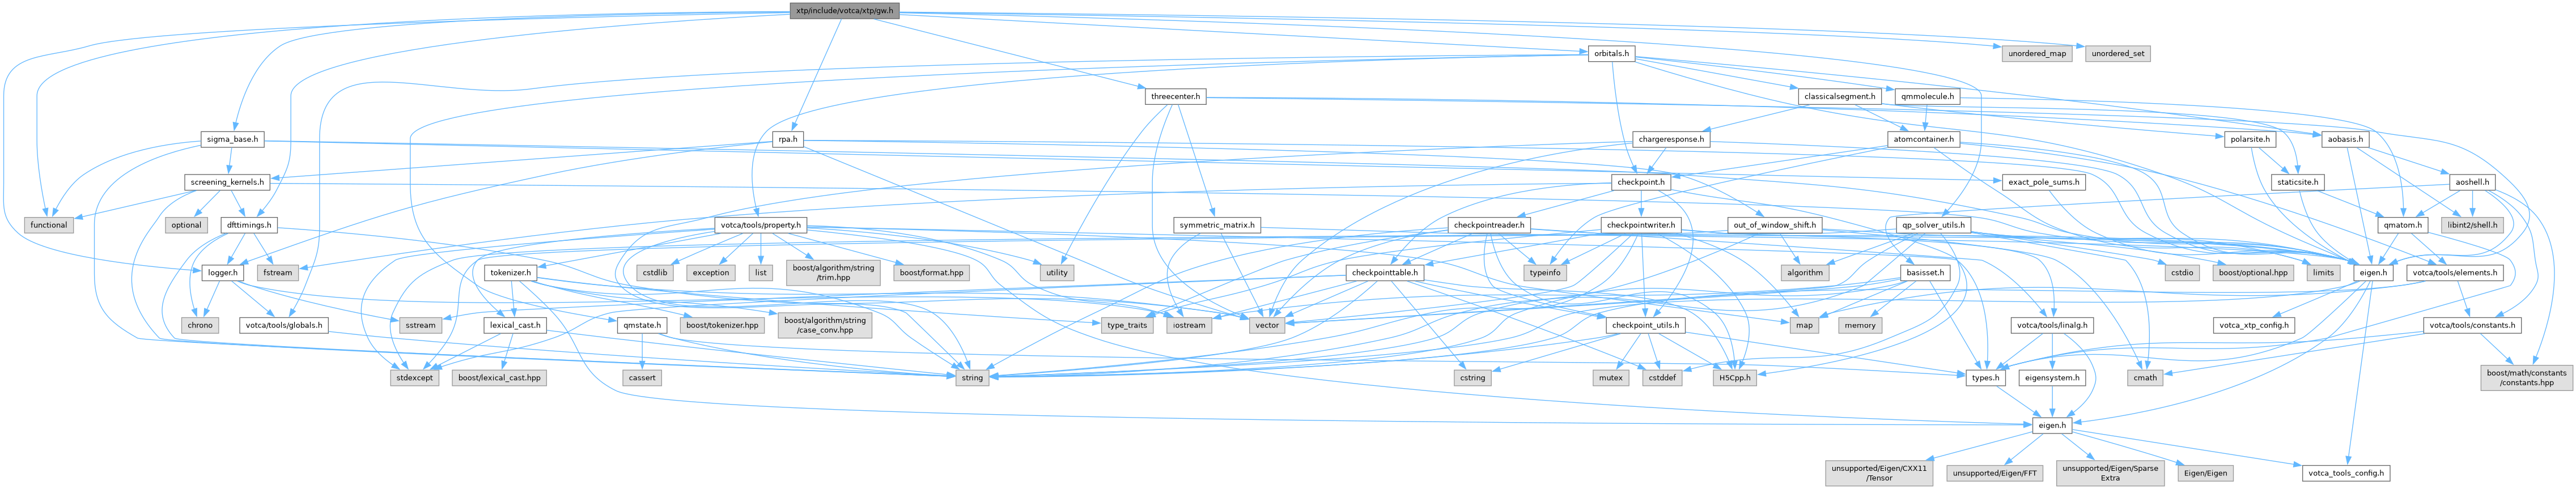 xtp/include/votca/xtp/gw.h
orbitals.h
unordered_map
unordered_set
threecenter.h
classicalsegment.h
qmmolecule.h
sigma_base.h
rpa.h
chargeresponse.h
atomcontainer.h
polarsite.h
aobasis.h
screening_kernels.h
checkpoint.h
exact_pole_sums.h
staticsite.h
aoshell.h
functional
optional
dfttimings.h
votca/tools/property.h
symmetric_matrix.h
checkpointreader.h
checkpointwriter.h
out_of_window_shift.h
qp_solver_utils.h
qmatom.h
libint2/shell.h
logger.h
fstream
tokenizer.h
cstdlib
exception
list
boost/algorithm/string
/trim.hpp
boost/format.hpp
utility
checkpointtable.h
typeinfo
algorithm
basisset.h
cstdio
boost/optional.hpp
limits
eigen.h
votca/tools/elements.h
chrono
votca/tools/globals.h
sstream
lexical_cast.h
qmstate.h
boost/tokenizer.hpp
boost/algorithm/string
/case_conv.hpp
type_traits
iostream
vector
checkpoint_utils.h
map
memory
votca/tools/linalg.h
votca_xtp_config.h
votca/tools/constants.h
stdexcept
boost/lexical_cast.hpp
cassert
string
cstring
mutex
cstddef
H5Cpp.h
types.h
eigensystem.h
cmath
boost/math/constants
/constants.hpp
eigen.h
unsupported/Eigen/CXX11
/Tensor
unsupported/Eigen/FFT
unsupported/Eigen/Sparse
Extra
Eigen/Eigen
votca_tools_config.h